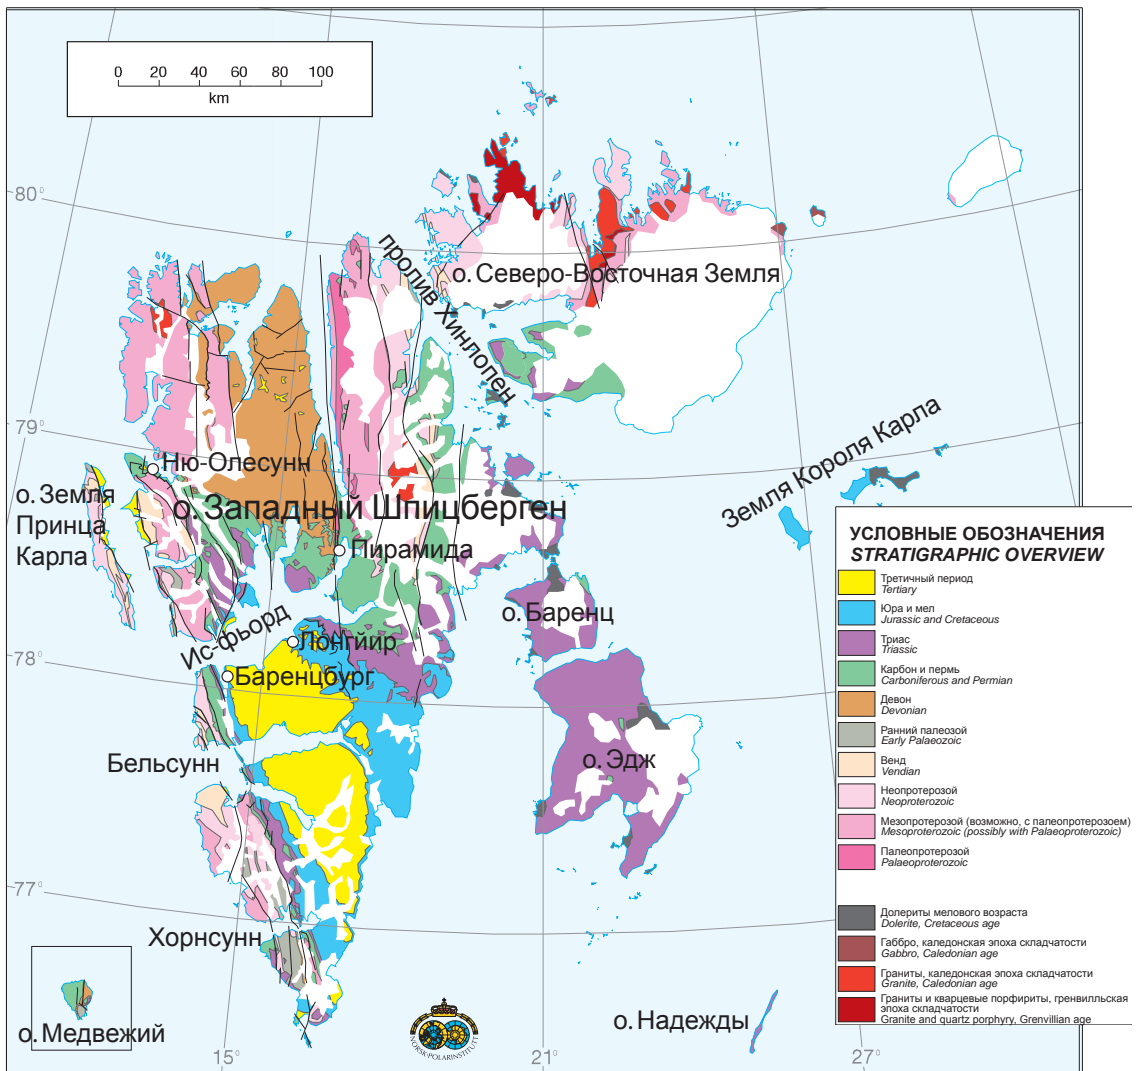 0 20 40 60 80 100
km
80°
пролив Хинлопен
о. Северо-Восточная Земля
79°
Ню-Олесунн
о. Земля
Принца
Карла
о. Западный Шпицберген
Пирамида
Земля Короля Карла
о. Баренц
Ис-фьорд
Лонгйир
78°
Баренцбург
Бельсунн
о. Эдж
77°
Хорнсунн
о. Медвежий
NORSK POLARINSTITUTT
о. Надежды
15°
21°
27°
УСЛОВНЫЕ ОБОЗНАЧЕНИЯ
STRATIGRAPHIC OVERVIEW
Третичный период
Tertiary
Юра и мел
Jurassic and Cretaceous
Триас
Triassic
Карбон и пермь
Carboniferous and Permian
Девон
Devonian
Ранний палеозой
Early Palaeozoic
Венд
Vendian
Неопротерозой
Neoproterozoic
Мезопротерозой (возможно, с палеопротерозоем)
Mesoproterozoic (possibly with Palaeoproterozoic)
Палеопротерозой
Palaeoproterozoic
Долериты мелового возраста
Dolerite, Cretaceous age
Габбро, каледонская эпоха складчатости
Gabbro, Caledonian age
Граниты, каледонская эпоха складчатости
Granite, Caledonian age
Граниты и кварцевые порфириты, гренвилльская
эпоха складчатости
Granite and quartz porphyry, Grenvillian age